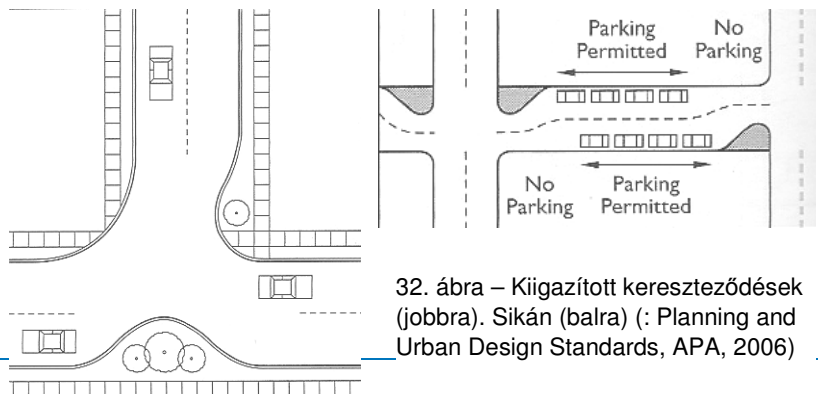 Parking
Permitted
No
Parking
No
Parking
Parking
Permitted
32. ábra – Kiigazított kereszteződések
(jobbra). Sikán (balra) (: Planning and
Urban Design Standards, APA, 2006)